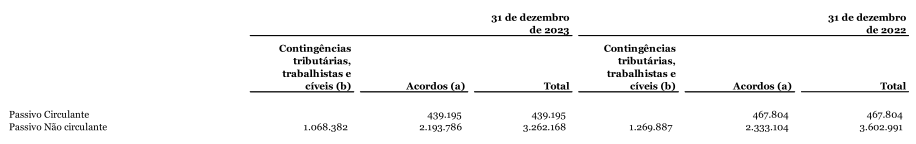 31 de dezembro 31 de dezembro
de 2023 de 2022
Contingências Contingências
tributárias, tributárias,
trabalhistas e trabalhistas e
cíveis (b) Acordos (a) Total cíveis (b) Acordos (a) Total
Passivo Circulante 439.195 439.195 467.804 467.804
Passivo Não circulante 1.068.382 2.193.786 3.262.168 1.269.887 2.333.104 3.602.991